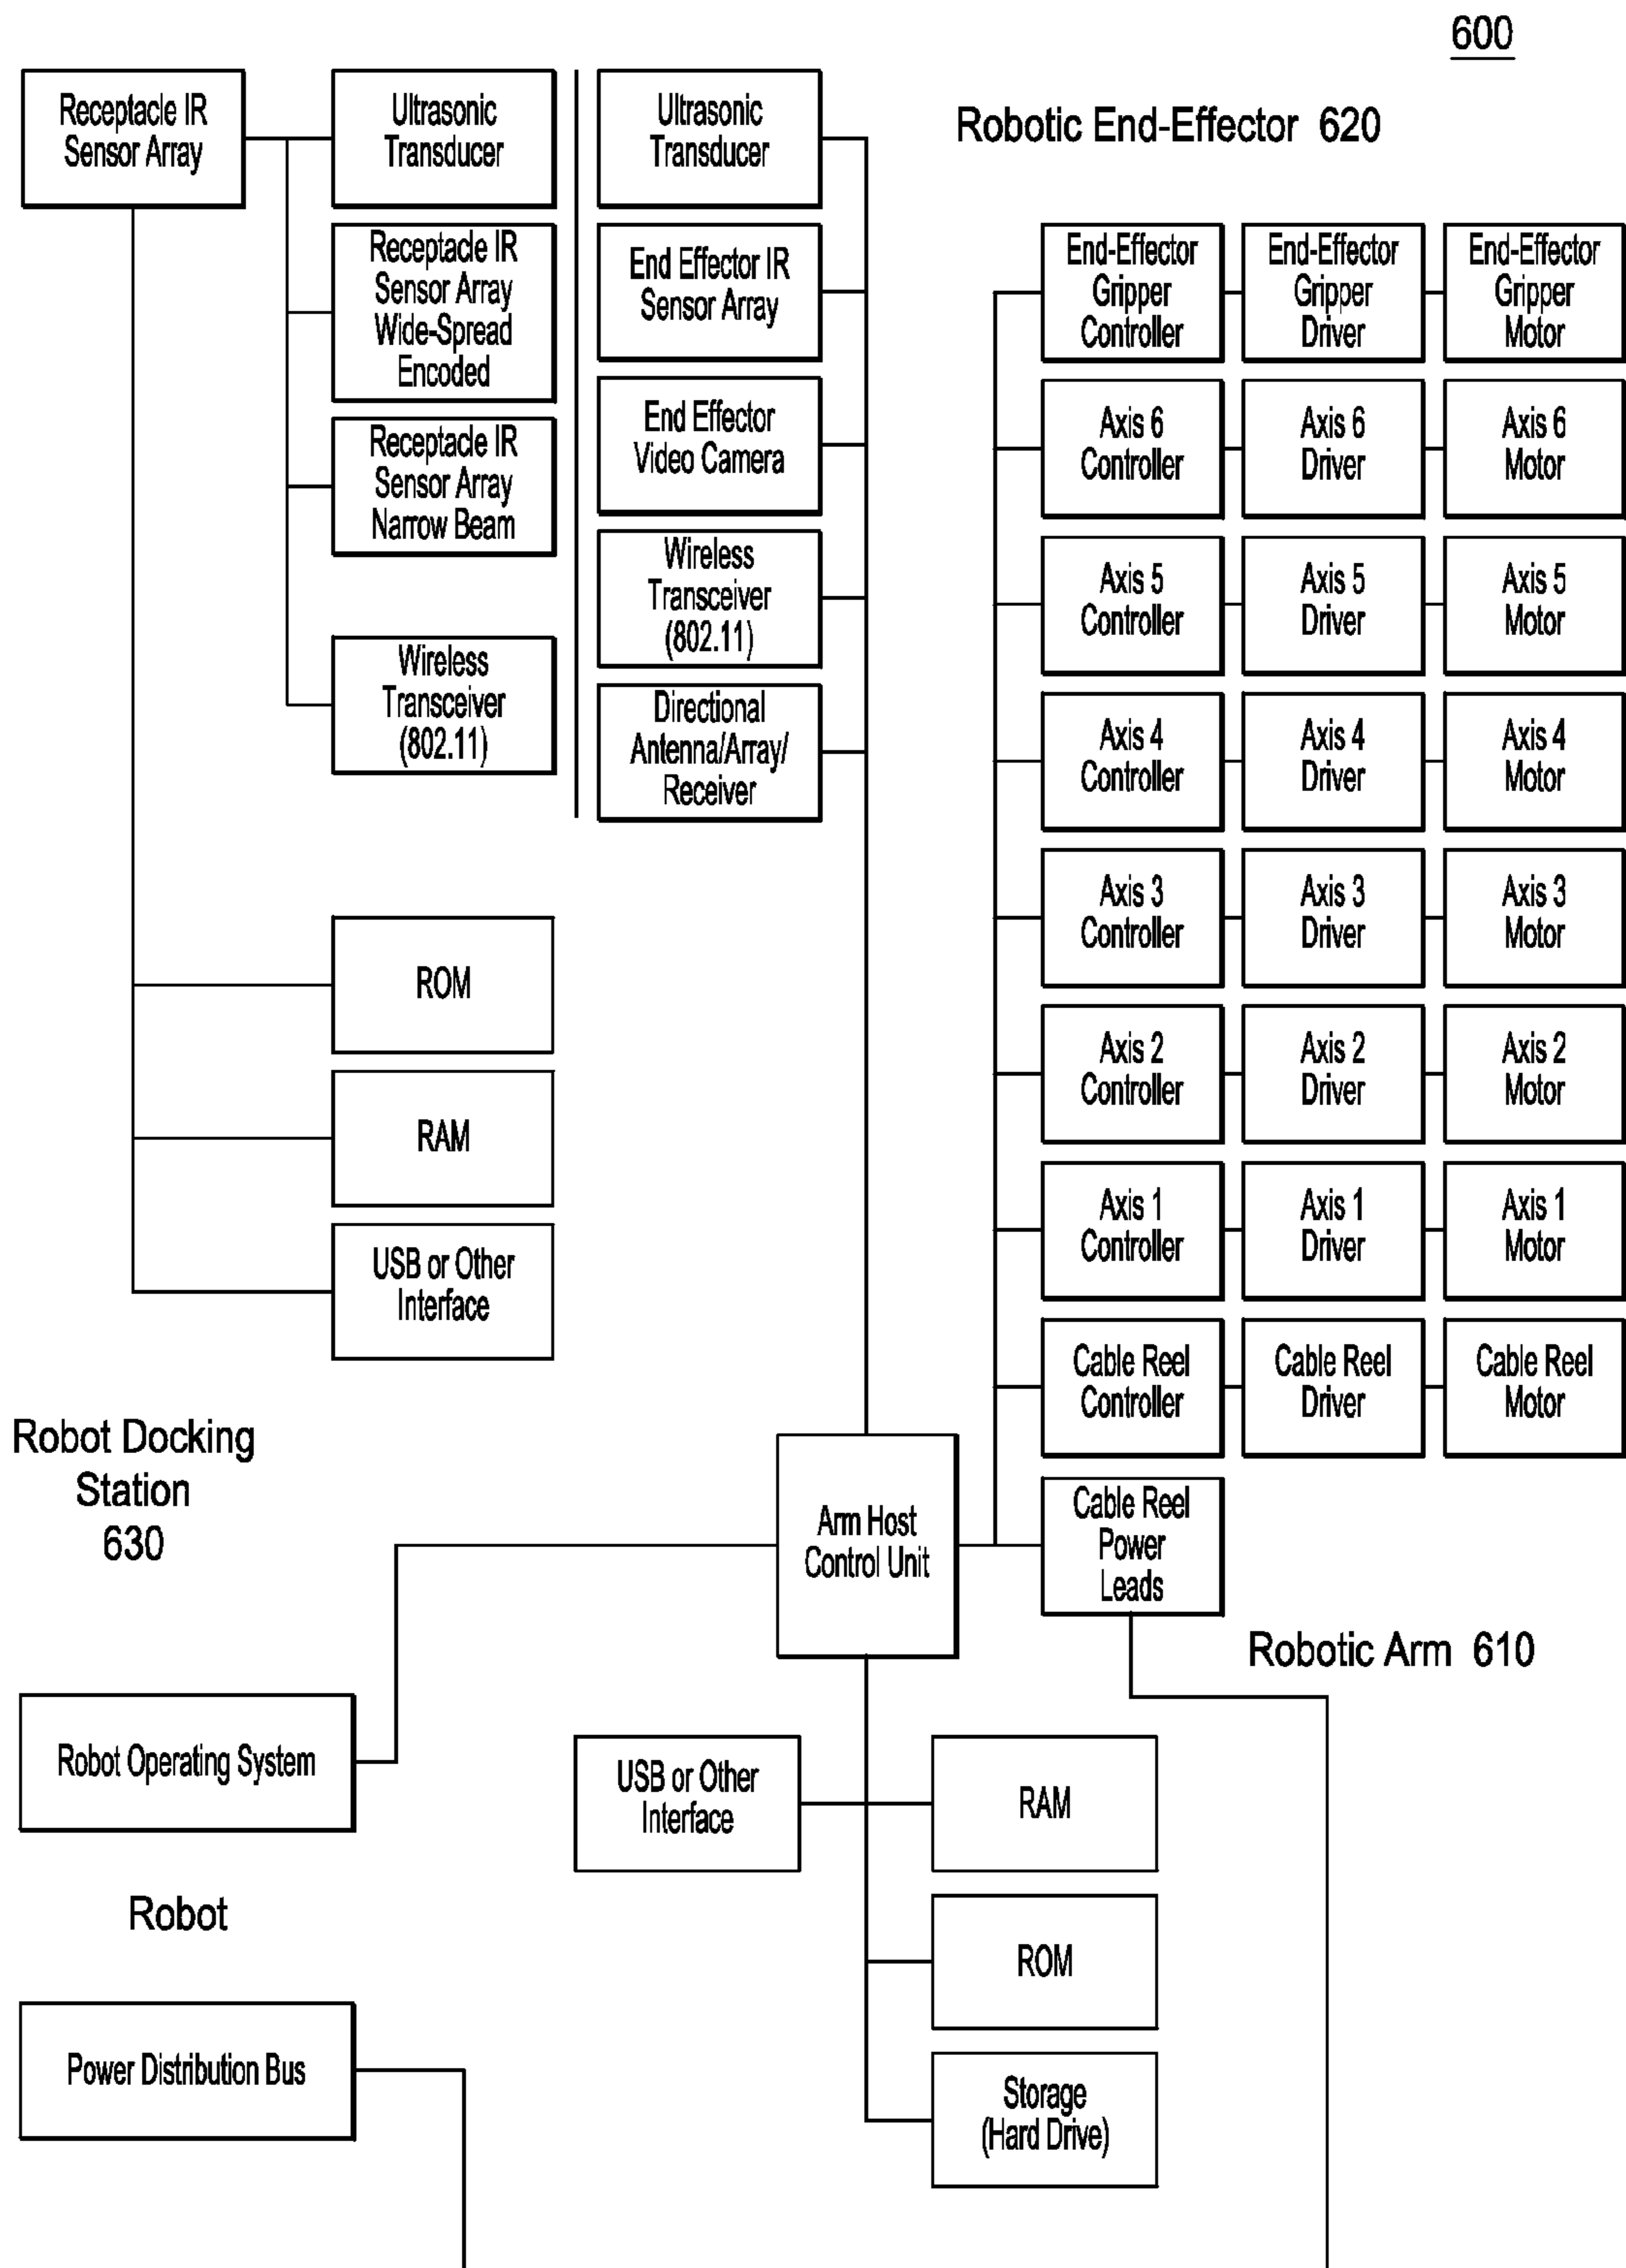 600
Receptacle IR
Sensor Array
Ultrasonic
Transducer
Receptacle IR
Sensor Array
Wide-Spread
Encoded
Receptacle IR
Sensor Array
Narrow Beam
Wireless
Transceiver
(802.11)
Ultrasonic
Transducer
End Effector IR
Sensor Array
End Effector
Video Camera
Wireless
Transceiver
(802.11)
Directional
Antenna/Array/
Receiver
Robotic End-Effector 620
End-Effector
Gripper
Controller
End-Effector
Gripper
Driver
End-Effector
Gripper
Motor
Axis 6
Controller
Axis 6
Driver
Axis 6
Motor
Axis 5
Controller
Axis 5
Driver
Axis 5
Motor
Axis 4
Controller
Axis 4
Driver
Axis 4
Motor
Axis 3
Controller
Axis 3
Driver
Axis 3
Motor
Axis 2
Controller
Axis 2
Driver
Axis 2
Motor
Axis 1
Controller
Axis 1
Driver
Axis 1
Motor
Cable Reel
Controller
Cable Reel
Driver
Cable Reel
Motor
Cable Reel
Power
Leads
ROM
RAM
USB or Other
Interface
Robot Docking
Station
630
Arm Host
Control Unit
Robotic Arm 610
Robot Operating System
USB or Other
Interface
RAM
Robot
ROM
Power Distribution Bus
Storage
(Hard Drive)